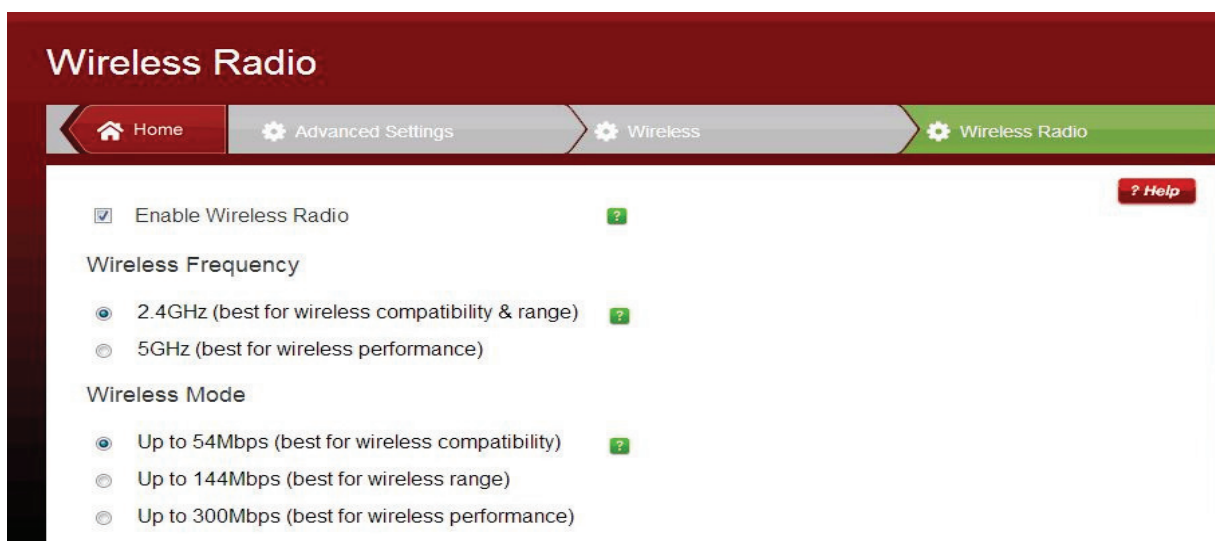 Wireless Radio
Home Advanced Settings Wireless Wireless Radio
? Help
Enable Wireless Radio ?
Wireless Frequency
2.4GHz (best for wireless compatibility & range) ?
5GHz (best for wireless performance)
Wireless Mode
Up to 54Mbps (best for wireless compatibility) ?
Up to 144Mbps (best for wireless range)
Up to 300Mbps (best for wireless performance)